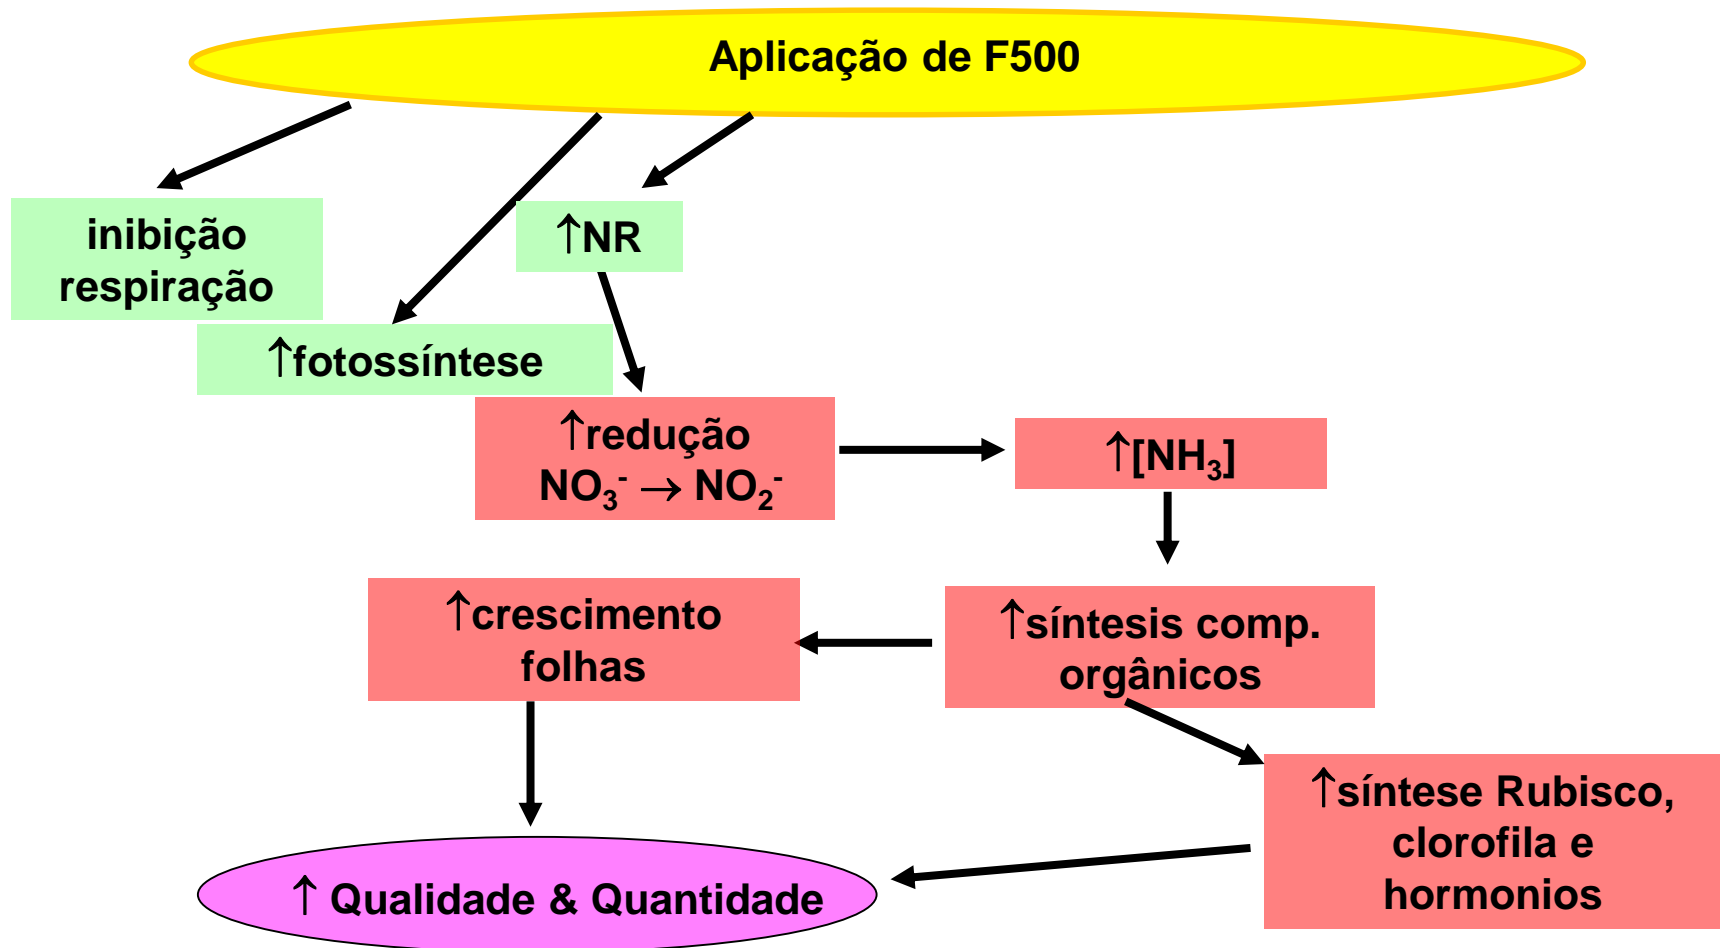 Aplicação de F500
inibição
respiração
↑NR
↑fotossíntese
↑redução
NO₃⁻ → NO₂⁻
↑[NH₃]
↑crescimento
folhas
↑síntesis comp.
orgânicos
↑síntese Rubisco,
clorofila e
hormonios
↑ Qualidade & Quantidade